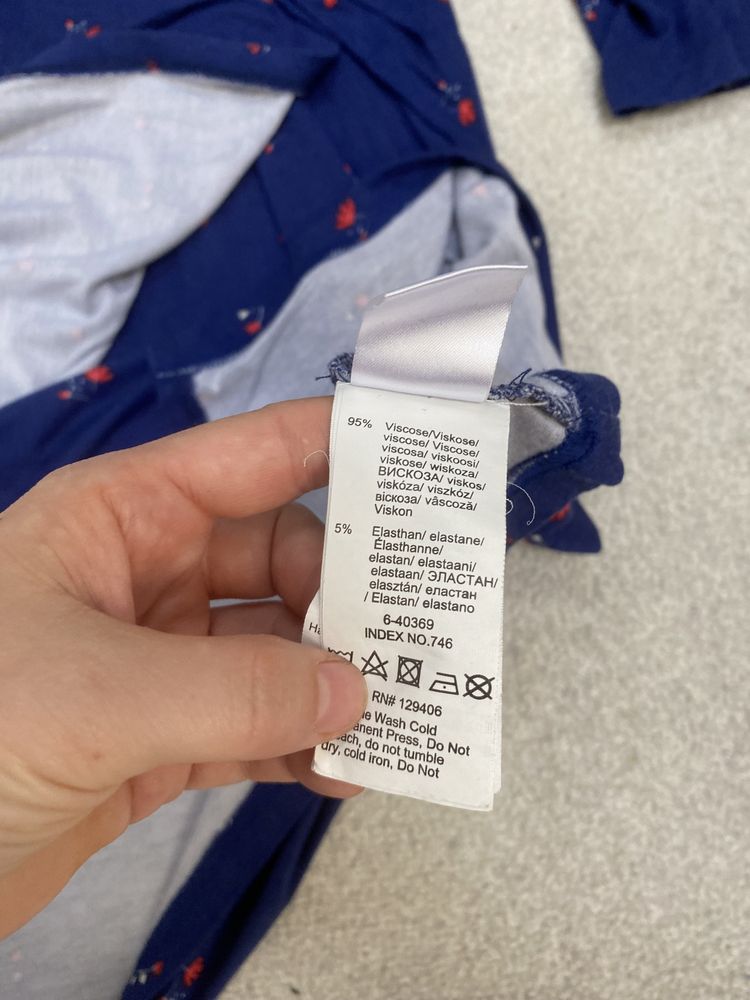 95% Viscose/Viskose/
viscose/ Viscose/
viscosa/ viskoosi/
viskose/ wiskoza/
ВИСКОЗА/ viskos/
viskóza/ viszkóz/
віскоза/ vâscoză/
Viskon
5% Elasthan/ elastane/
Élasthanne/
elastan/ elastaani/
elastaan/ ЭЛАСТАН/
elasztán/ еластан
/ Elastan/ elastano
6-40369
INDEX NO.746
RN# 129406
Wash Cold
Press, Do Not
do not tumble
dry, cold iron, Do Not